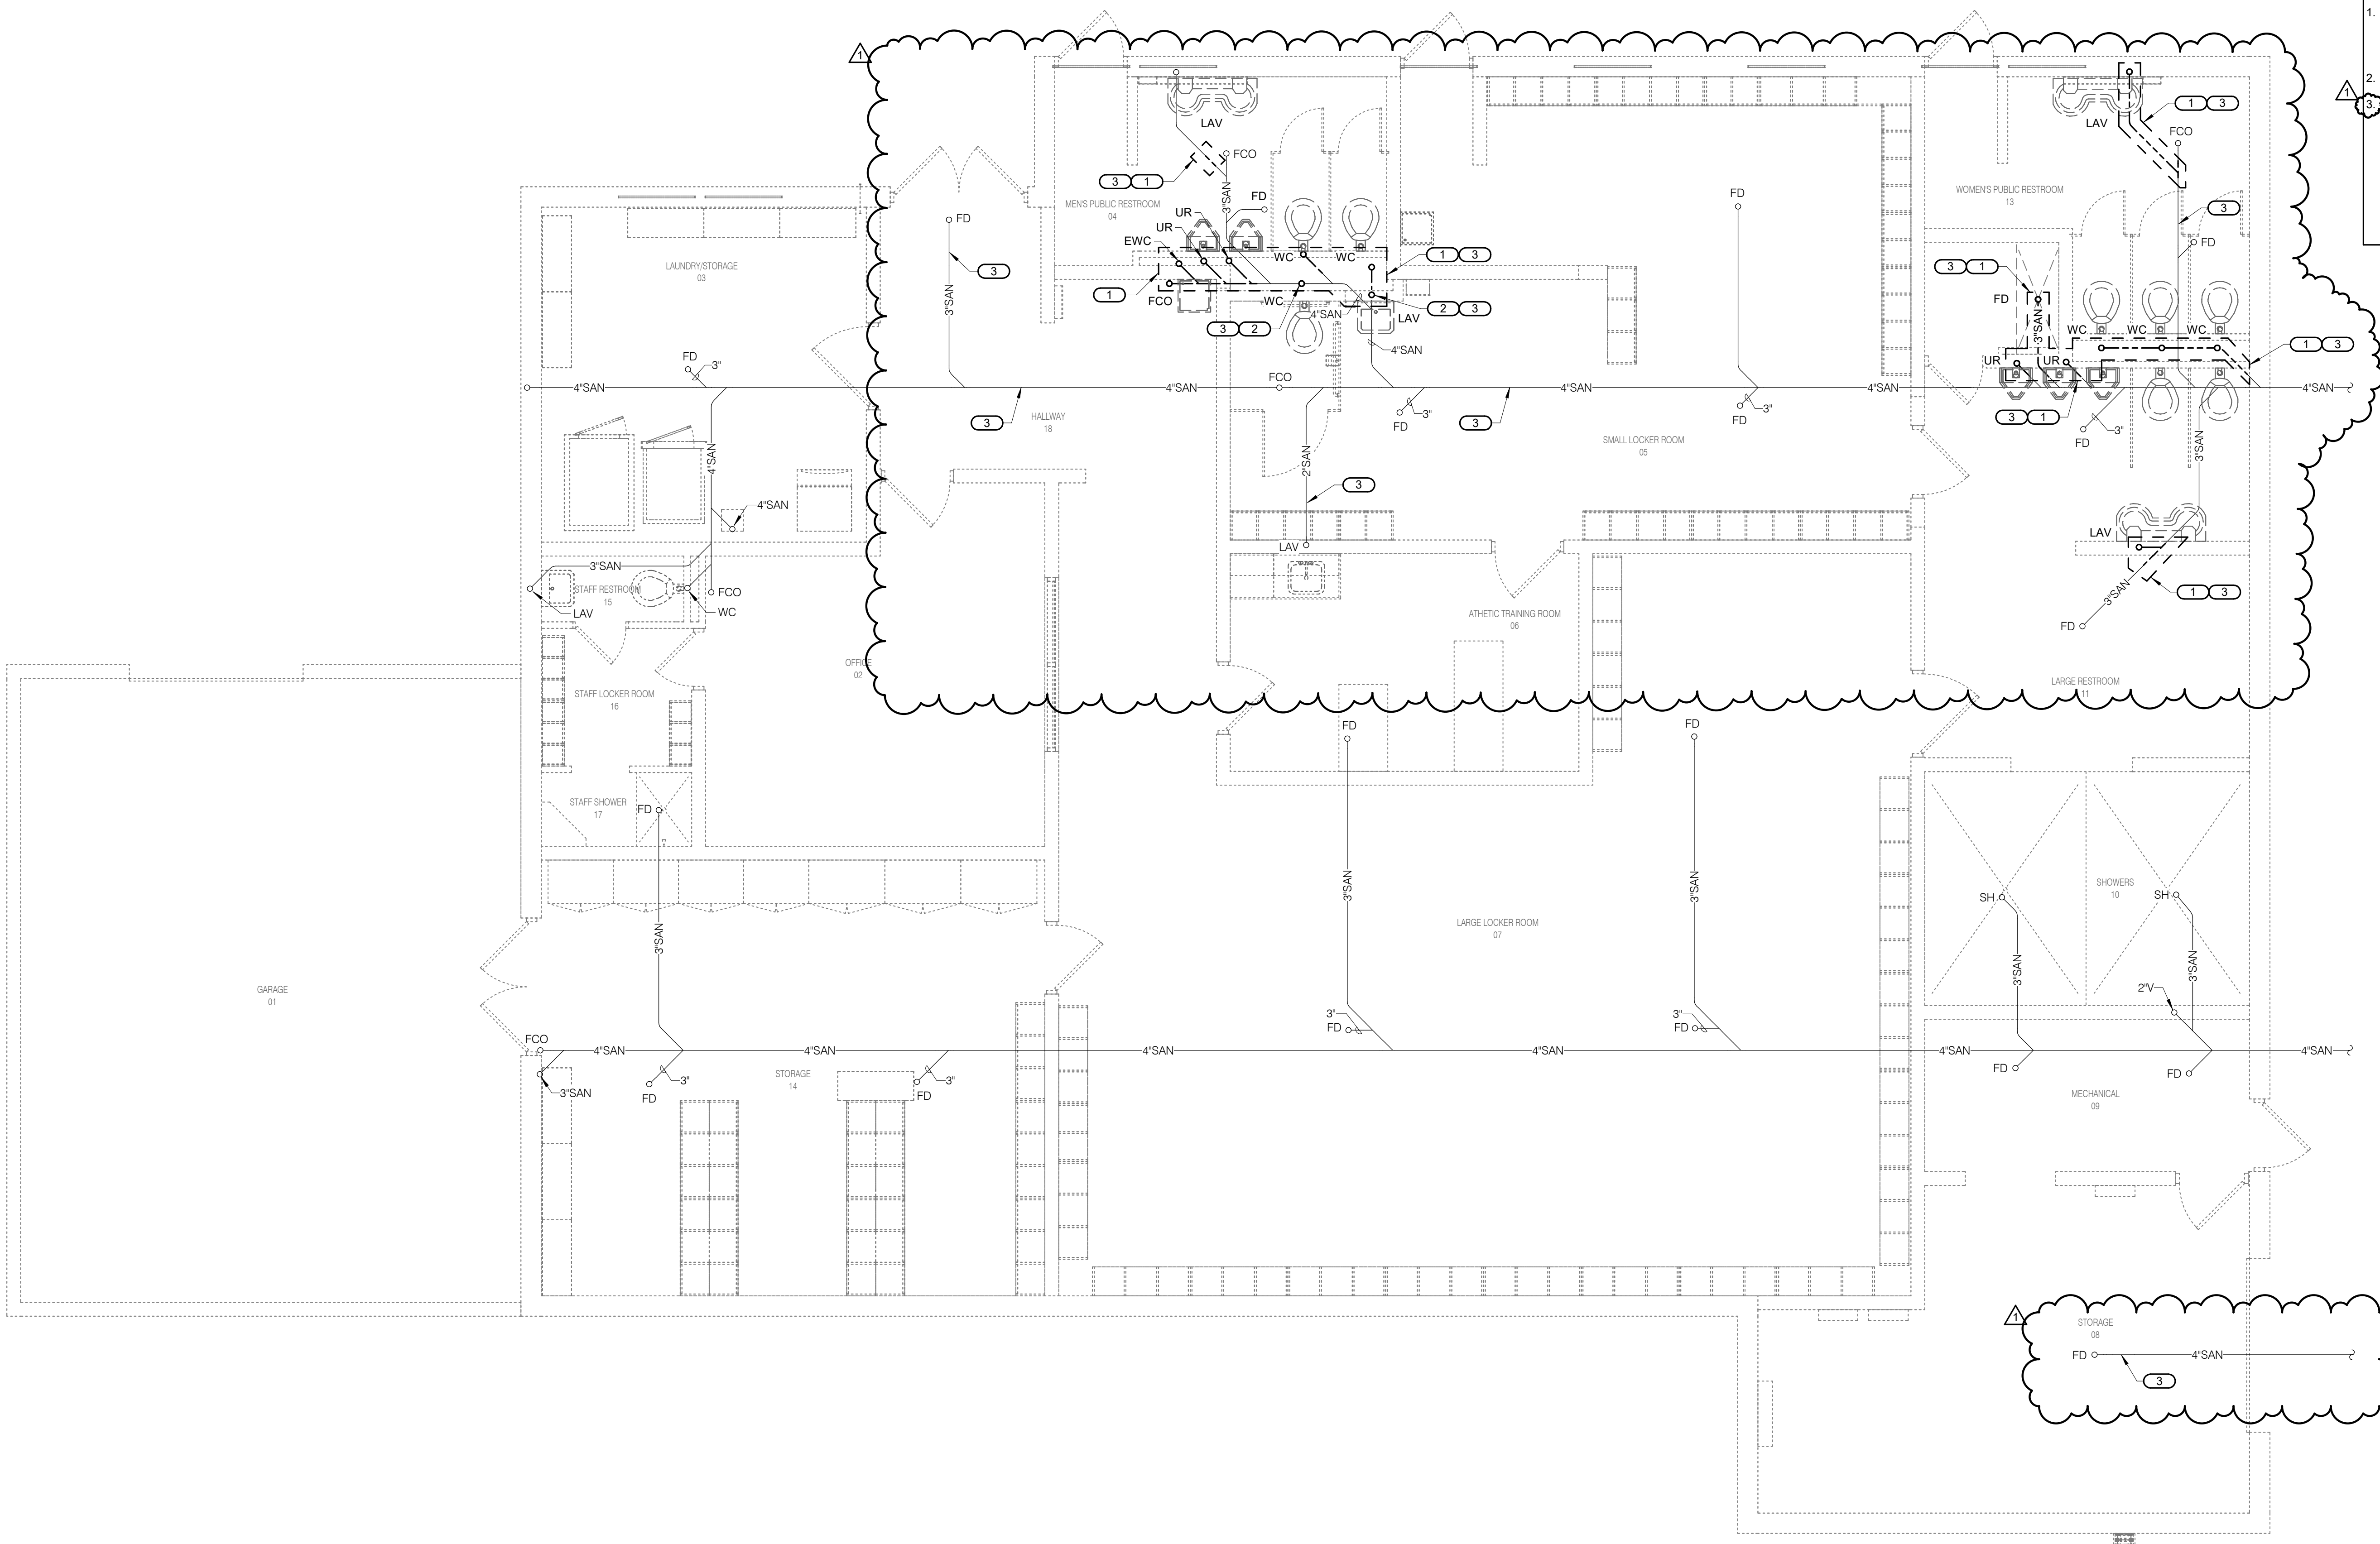 1.
2.
1
3.
1
LAV
1 3
FCO
LAV
FCO
3 1
3"SAN
FD
WOMEN'S PUBLIC RESTROOM
13
MEN'S PUBLIC RESTROOM
04
UR
UR
EWC
FD
FD
3
3
FD
LAUNDRY/STORAGE
03
3
3"SAN
1
FCO
WC
WC
WC
1 3
2 3
3 2
4"SAN
LAV
4"SAN
3 1
FD
3"SAN
WC
WC
WC
1 3
UR
UR
FD
3"
4"SAN
4"SAN
FCO
4"SAN
4"SAN
4"SAN
3"
FD
3"
FD
3 1
3"
FD
3
HALLWAY
18
3
SMALL LOCKER ROOM
05
4"SAN
2"SAN
3"SAN
3
4"SAN
LAV
LAV
3"SAN
STAFF RESTROOM
15
FCO
WC
LAV
1 3
3"SAN
FD
ATHETIC TRAINING ROOM
06
OFFICE
02
STAFF LOCKER ROOM
16
LARGE RESTROOM
11
FD
FD
STAFF SHOWER
17
FD
3"SAN
3"SAN
3"SAN
SHOWERS
10
SH
SH
LARGE LOCKER ROOM
07
3"SAN
3"SAN
GARAGE
01
2"V
3"
FD
3"
FD
FCO
4"SAN
4"SAN
4"SAN
4"SAN
4"SAN
4"SAN
3"SAN
3"
FD
STORAGE
14
3"
FD
FD
FD
MECHANICAL
09
1
STORAGE
08
FD
4"SAN
3